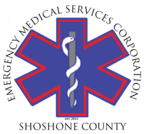 EMERGENCY MEDICAL SERVICES CORPORATION
SHOSHONE COUNTY